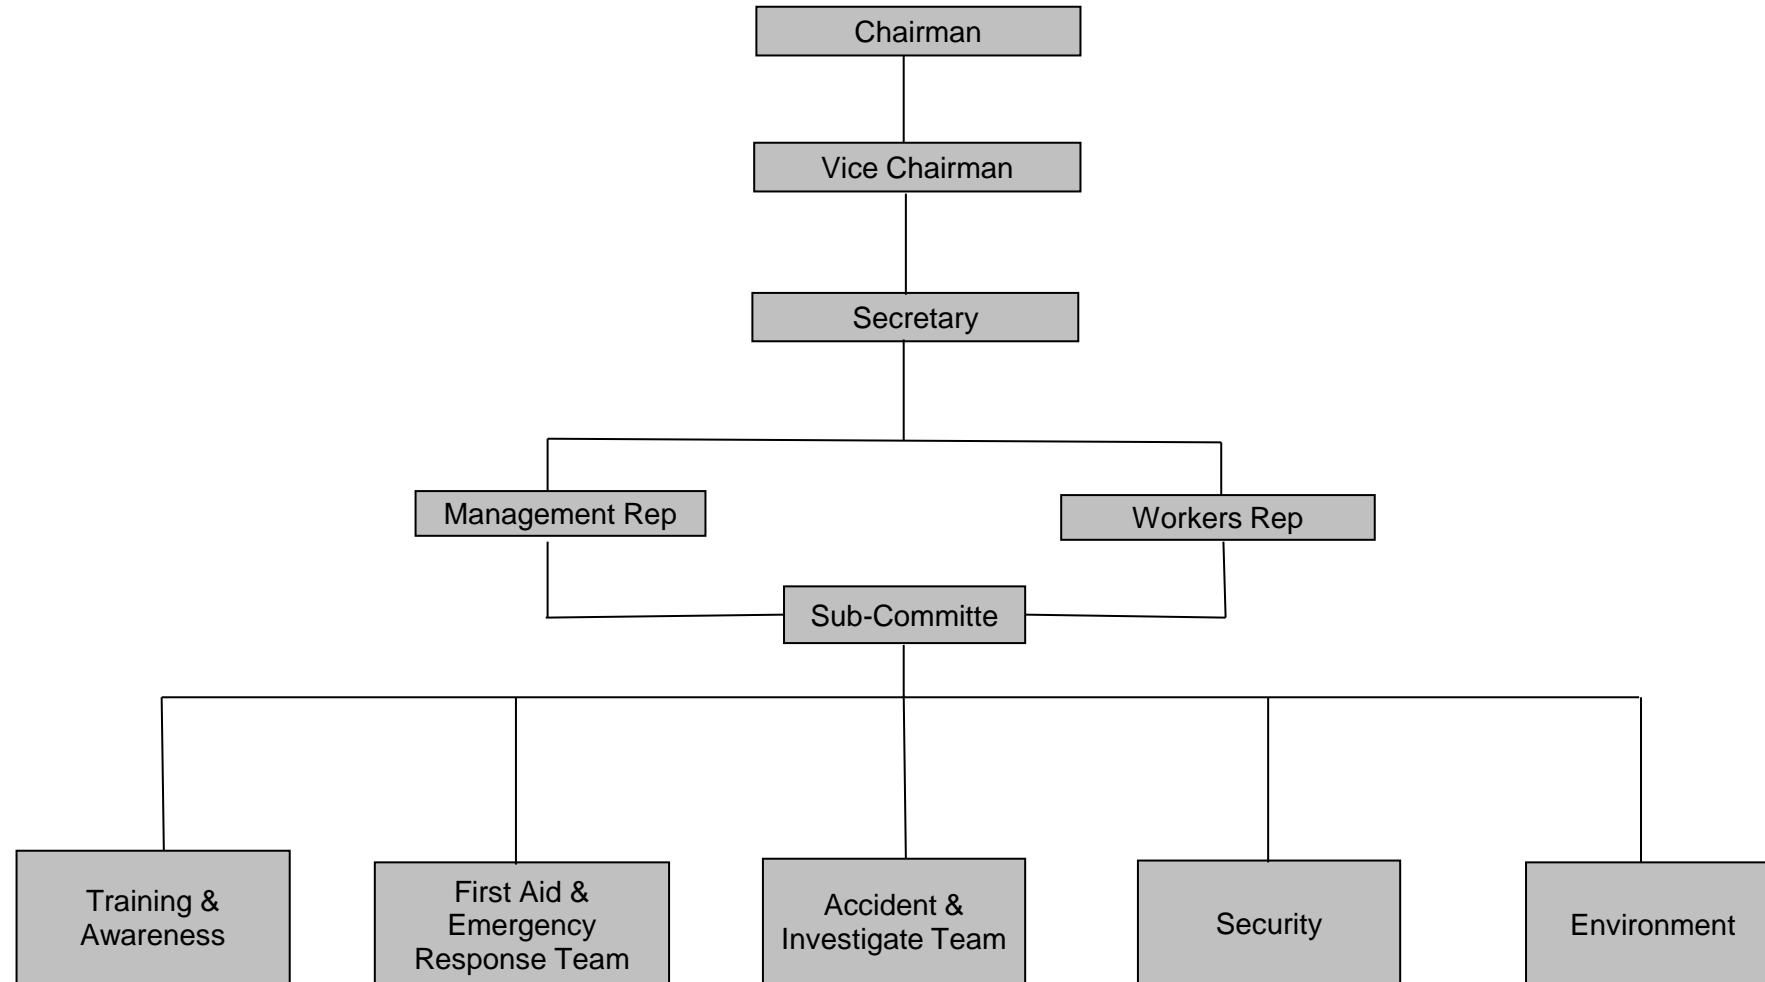 Chairman
Vice Chairman
Secretary
Management Rep
Workers Rep
Sub-Committe
Training &
Awareness
First Aid &
Emergency
Response Team
Accident &
Investigate Team
Security
Environment